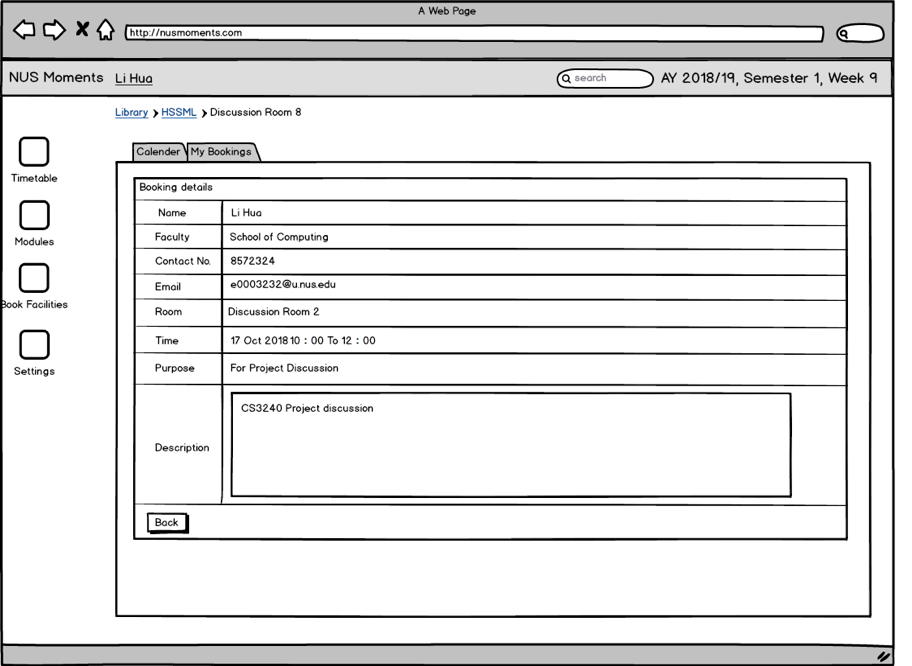 A Web Page
http://nusmoments.com
NUS Moments Li Hua search AY 2018/19, Semester 1, Week 9
Library HSSML Discussion Room 8
Calender My Bookings
Timetable
Modules
Book Facilities
Settings
Booking details
Name Li Hua
Faculty School of Computing
Contact No. 8572324
Email e0003232@u.nus.edu
Room Discussion Room 2
Time 17 Oct 2018 10 : 00 To 12 : 00
Purpose For Project Discussion
Description CS3240 Project discussion
Back